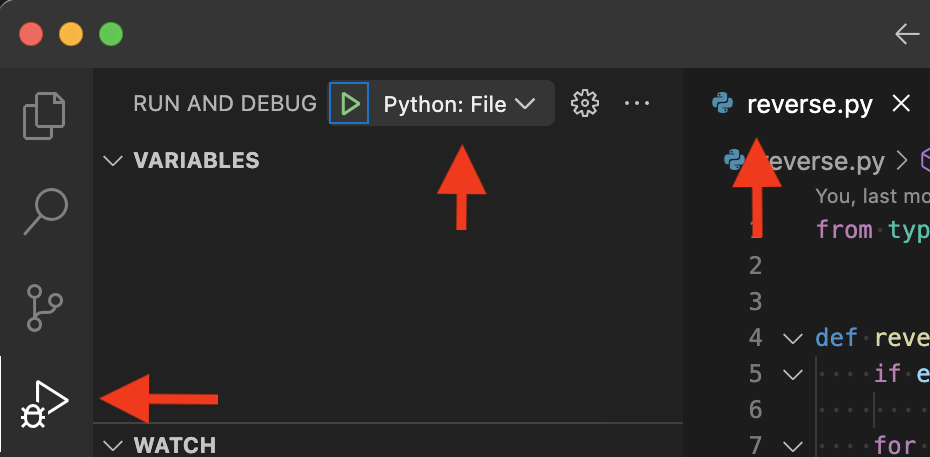 RUN AND DEBUG
Python: File
VARIABLES
WATCH
reverse.py
reverse.py
You, last mo
1 from typ
2
3
4 def reve
5 if e
6
7 for